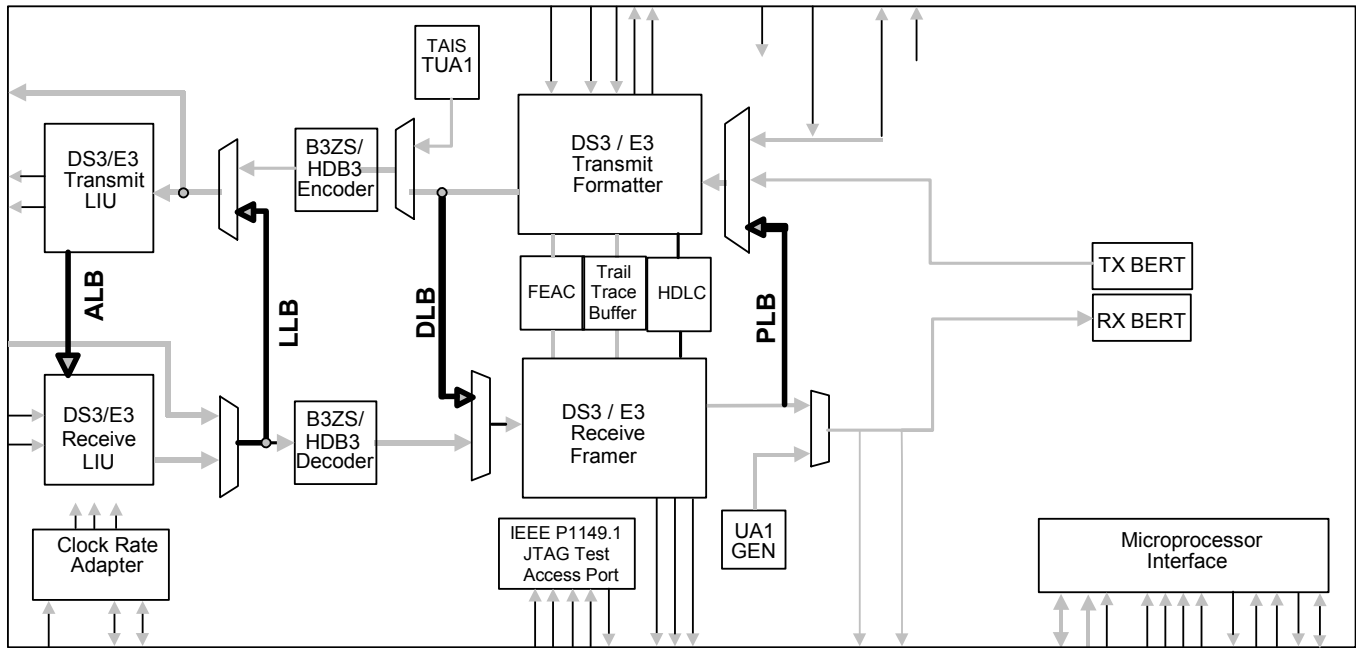 TAIS
TUA1
DS3/E3
Transmit
LIU
B3ZS/
HDB3
Encoder
DS3 / E3
Transmit
Formatter
ALB
LLB
DLB
FEAC
Trail
Trace
Buffer
HDLC
PLB
TX BERT
RX BERT
DS3/E3
Receive
LIU
B3ZS/
HDB3
Decoder
DS3 / E3
Receive
Framer
Clock Rate
Adapter
IEEE P1149.1
JTAG Test
Access Port
UA1
GEN
Microprocessor
Interface